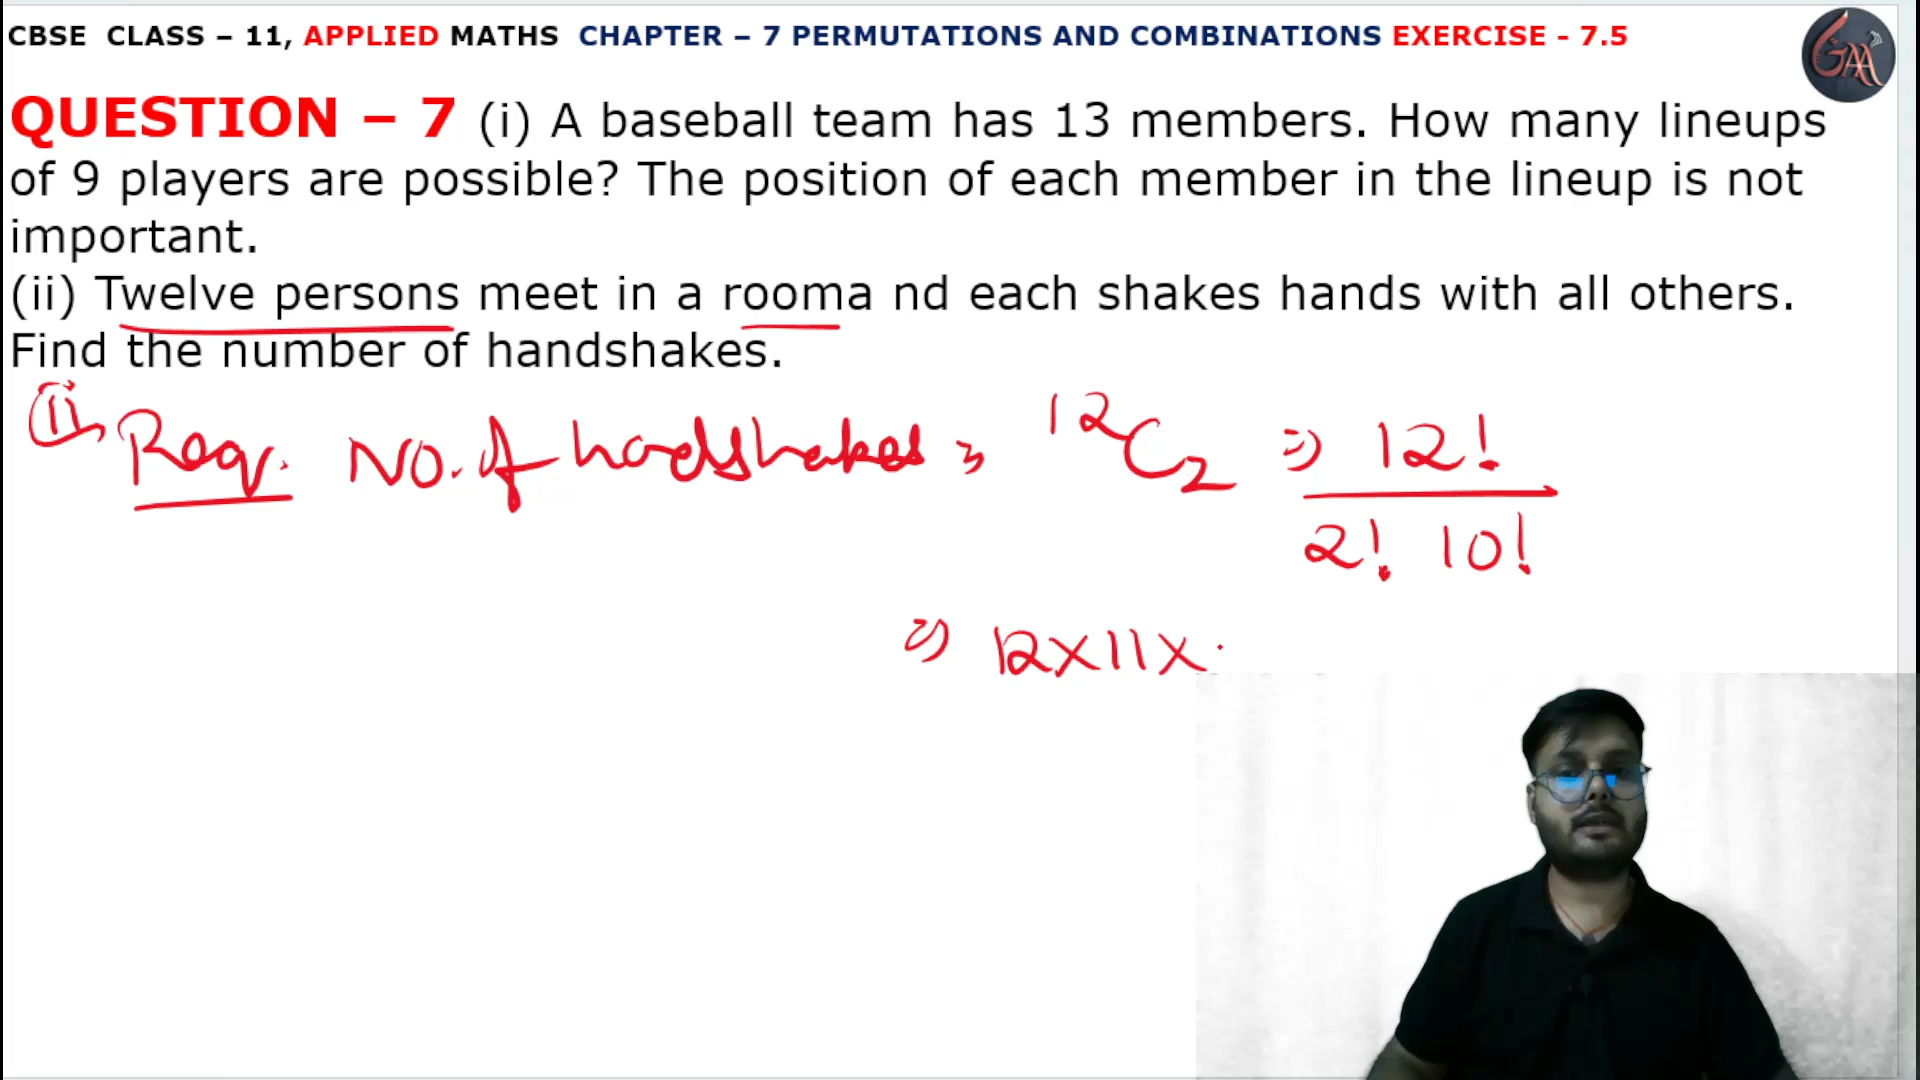 CBSE CLASS – 11, APPLIED MATHS CHAPTER – 7 PERMUTATIONS AND COMBINATIONS EXERCISE - 7.5
QUESTION – 7 (i) A baseball team has 13 members. How many lineups
of 9 players are possible? The position of each member in the lineup is not
important.
(ii) Twelve persons meet in a rooma nd each shakes hands with all others.
Find the number of handshakes.
(ii) Req. No. of handshakes = ¹²C₂ => 12!
2! 10!
=> 12×11×